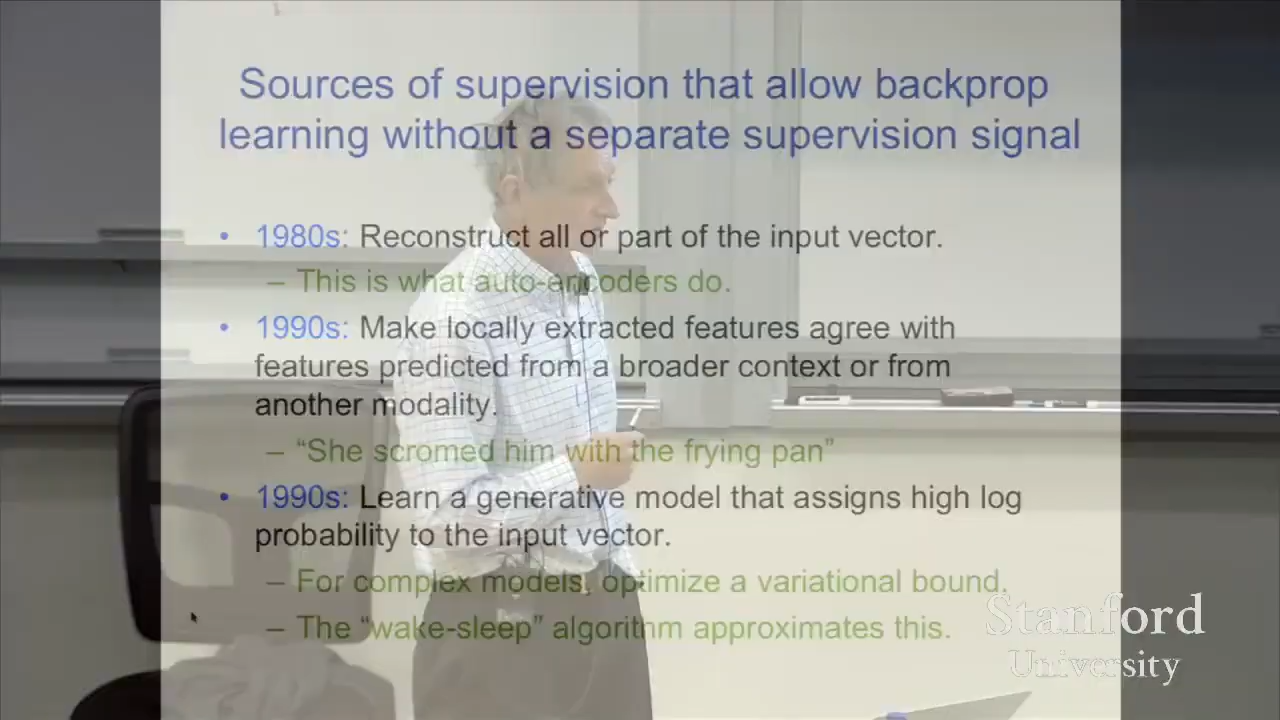 Sources of supervision that allow backprop
learning without a separate supervision signal
• 1980s: Reconstruct all or part of the input vector.
– This is what auto-encoders do.
• 1990s: Make locally extracted features agree with
features predicted from a broader context or from
another modality.
– “She scromed him with the frying pan”
• 1990s: Learn a generative model that assigns high log
probability to the input vector.
– For complex models, optimize a variational bound.
– The “wake-sleep” algorithm approximates this.
Stanford
University